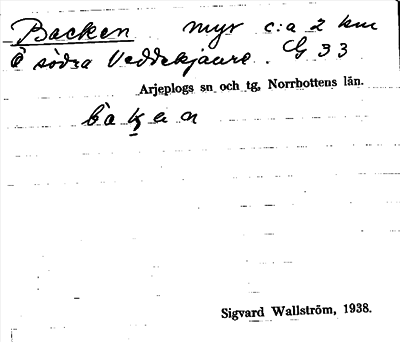 Backen myr c:a 2 km
södra Veddekjaure. G 33
Arjeplogs sn och tg, Norrbottens län.
Sigvard Wallström, 1938.